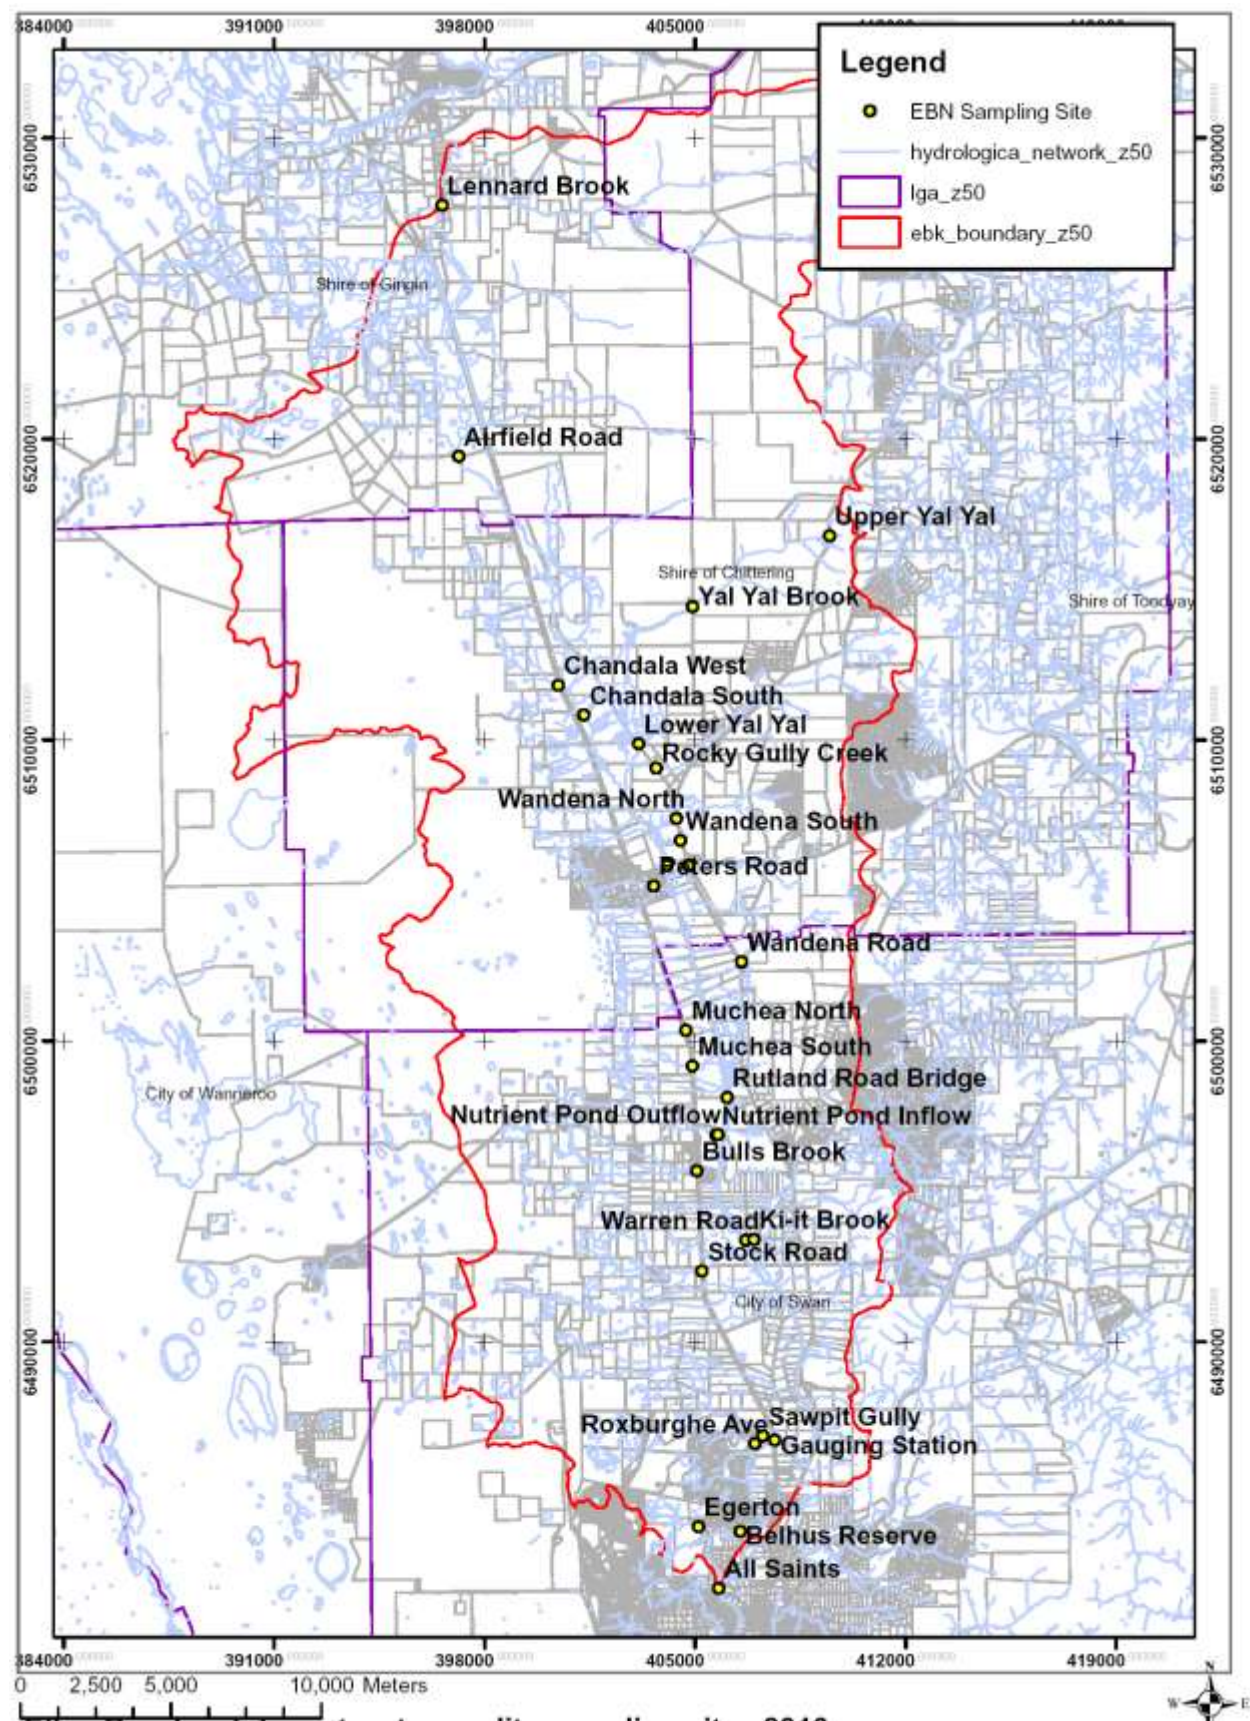 384000 391000 398000 405000
Legend
EBN Sampling Site
hydrologica_network_z50
lga_z50
ebk_boundary_z50
6530000 6530000
Lennard Brook
Shire of Gingin
6520000 6520000
Airfield Road
Upper Yal Yal
Shire of Chittering
Yal Yal Brook
Shire of Toodyay
Chandala West
Chandala South
Lower Yal Yal
6510000 6510000
Rocky Gully Creek
Wandena North
Wandena South
Peters Road
Wandena Road
Muchea North
6500000 6500000
Muchea South
Rutland Road Bridge
City of Wanneroo
Nutrient Pond Outflow Nutrient Pond Inflow
Bulls Brook
Warren Road Ki-it Brook
Stock Road
City of Swan
6490000 6490000
Roxburghe Ave Sawpit Gully
Gauging Station
Egerton
Belhus Reserve
All Saints
384000 391000 398000 405000 412000 419000
0 2,500 5,000 10,000 Meters
N
W E